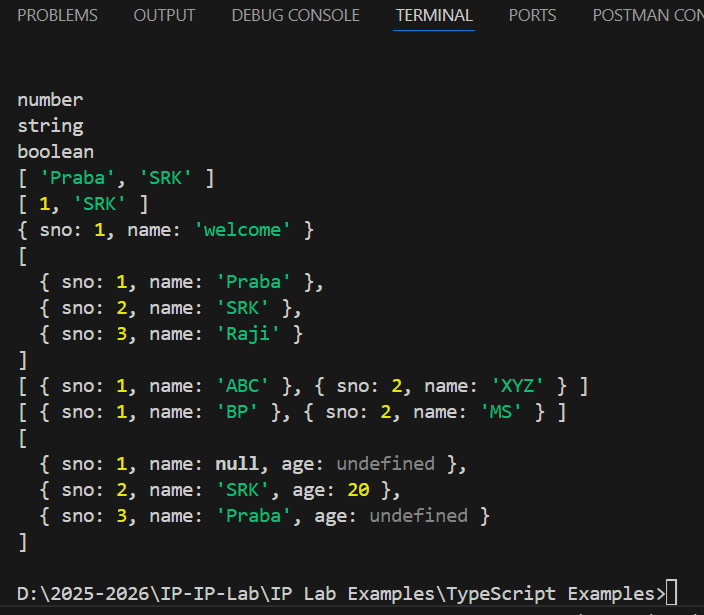 PROBLEMS OUTPUT DEBUG CONSOLE TERMINAL PORTS POSTMAN CON
number
string
boolean
[ 'Praba', 'SRK' ]
[ 1, 'SRK' ]
{ sno: 1, name: 'welcome' }
[
  { sno: 1, name: 'Praba' },
  { sno: 2, name: 'SRK' },
  { sno: 3, name: 'Raji' }
]
[ { sno: 1, name: 'ABC' }, { sno: 2, name: 'XYZ' } ]
[ { sno: 1, name: 'BP' }, { sno: 2, name: 'MS' } ]
[
  { sno: 1, name: null, age: undefined },
  { sno: 2, name: 'SRK', age: 20 },
  { sno: 3, name: 'Praba', age: undefined }
]
D:\2025-2026\IP-IP-Lab\IP Lab Examples\TypeScript Examples>